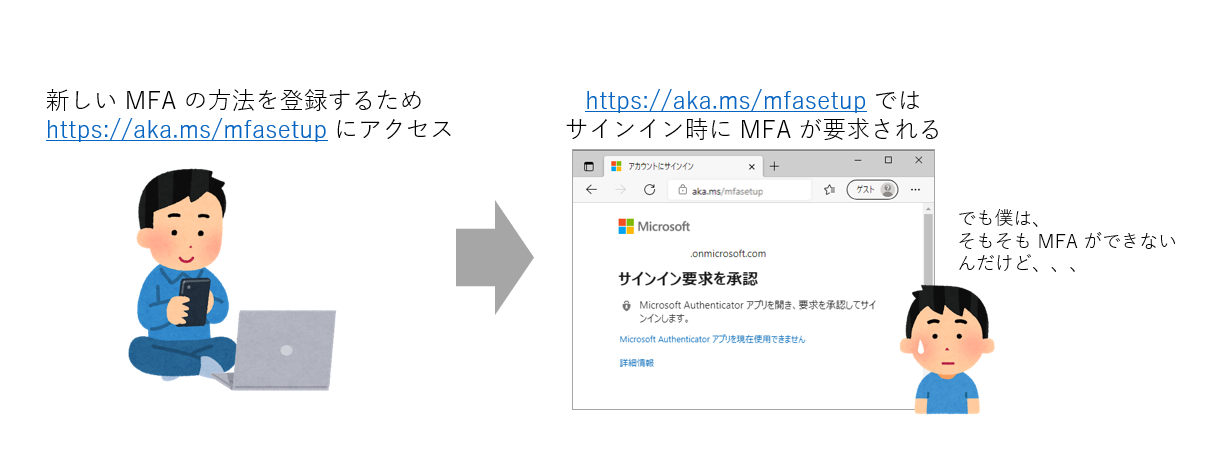 新しい MFA の方法を登録するため
https://aka.ms/mfasetup にアクセス
https://aka.ms/mfasetup では
サインイン時に MFA が要求される
アカウントにサインイン
aka.ms/mfasetup
ゲスト
Microsoft
.onmicrosoft.com
サインイン要求を承認
Microsoft Authenticator アプリを開き、要求を承認してサ
インインします。
Microsoft Authenticator アプリを現在使用できません
詳細情報
でも僕は、
そもそも MFA ができない
んだけど、、、